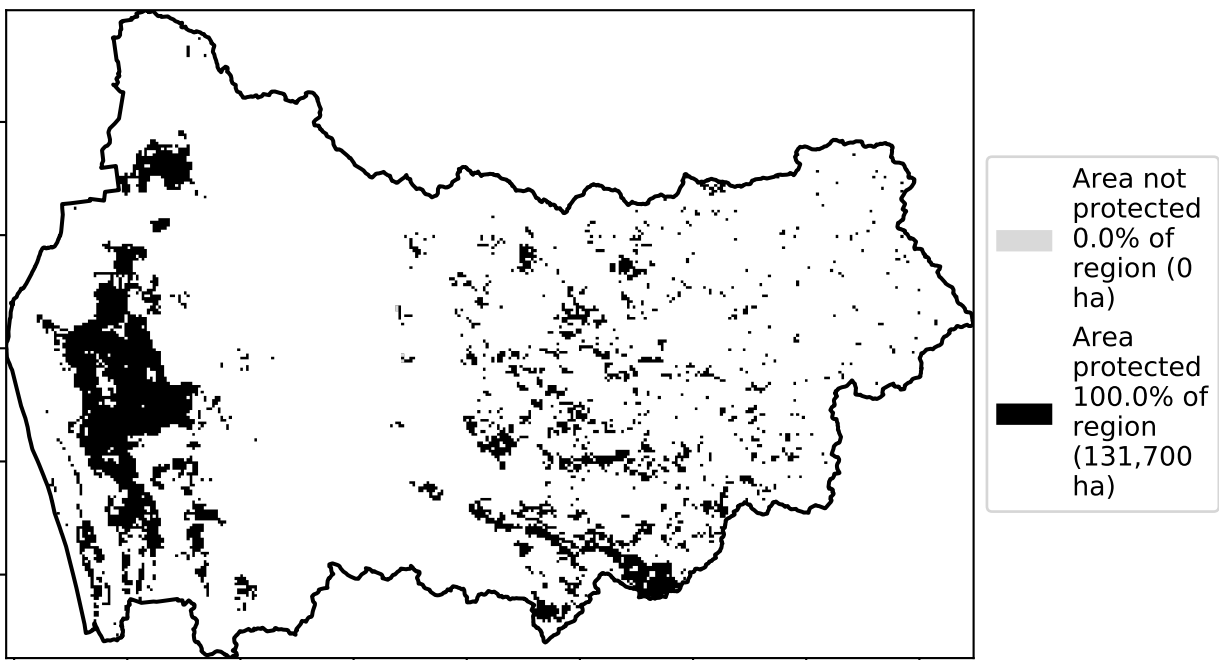 Area not
protected
0.0% of
region (0
ha)
Area
protected
100.0% of
region
(131,700
ha)